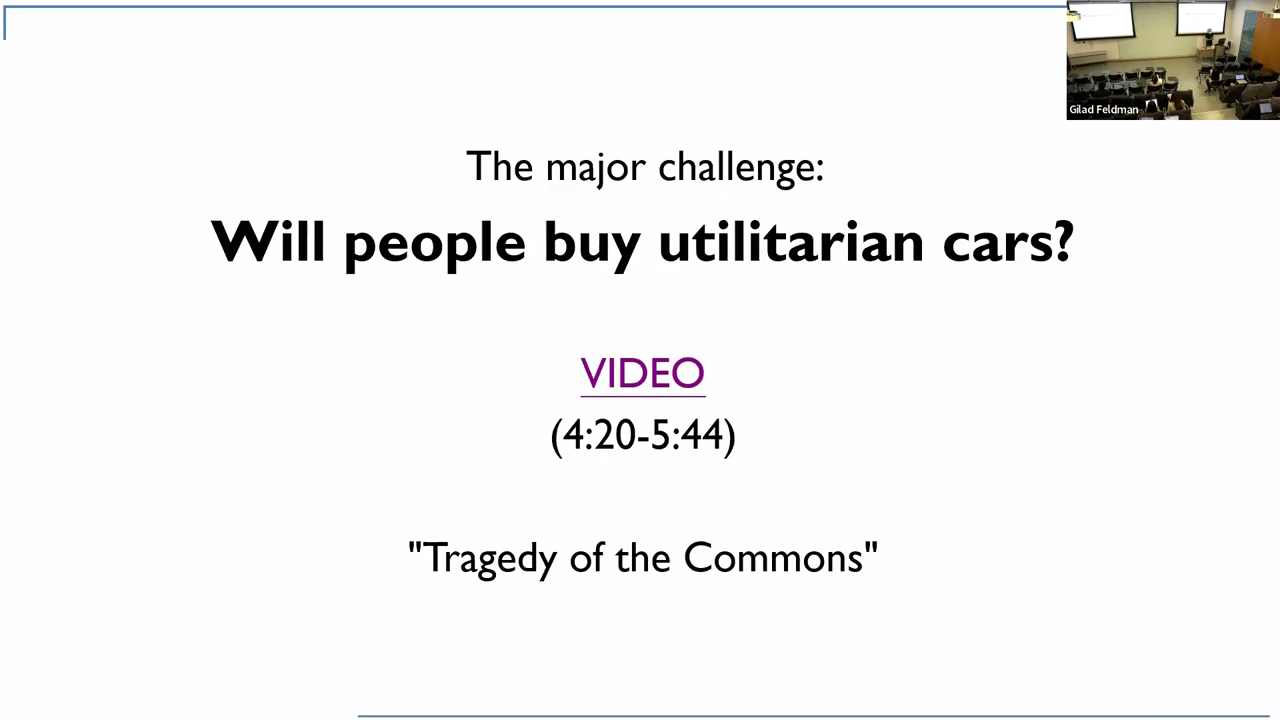 Gilad Feldman
The major challenge:
Will people buy utilitarian cars?
VIDEO
(4:20-5:44)
"Tragedy of the Commons"